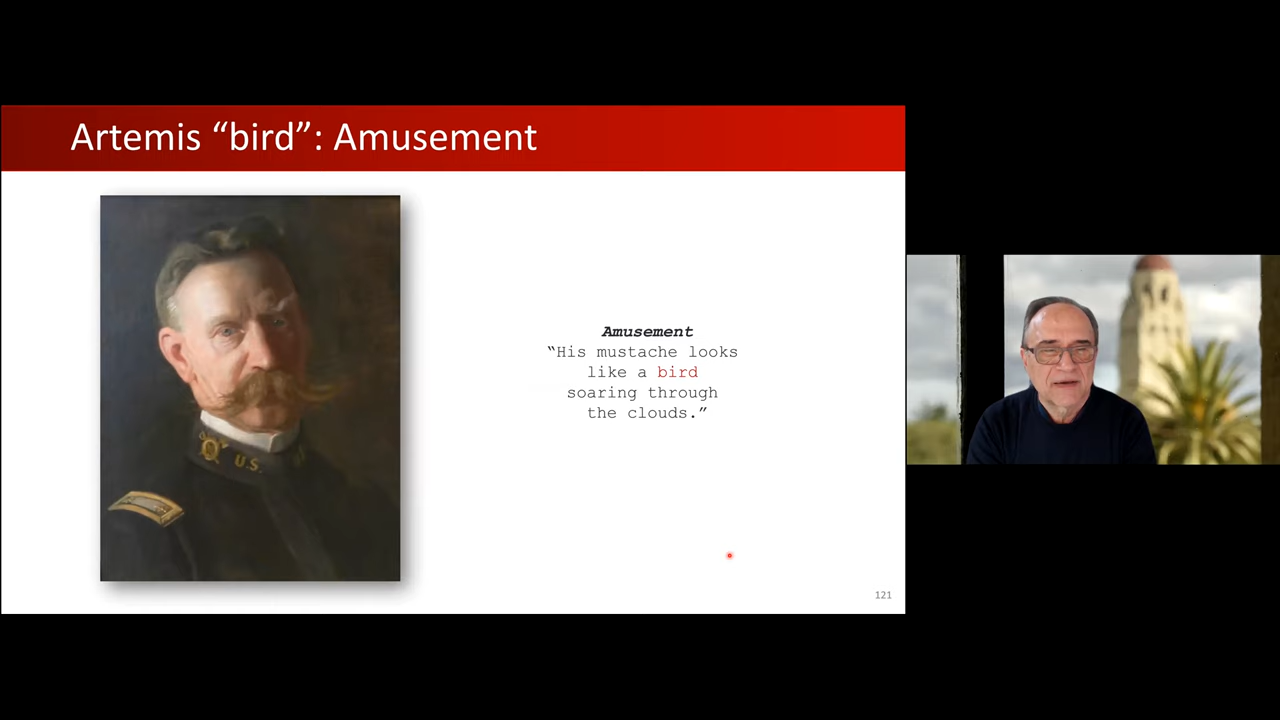 Artemis “bird”: Amusement
U.S.
Amusement
“His mustache looks
like a bird
soaring through
the clouds.”
121